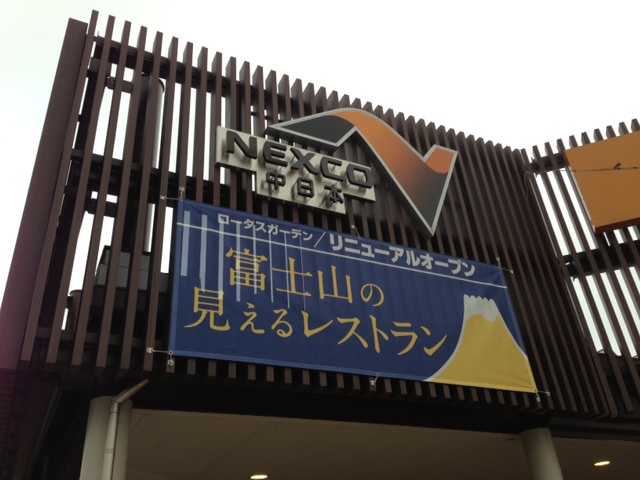 NEXCO
中日本
ロータスガーデン/リニューアルオープン
富士山の
見えるレストラン